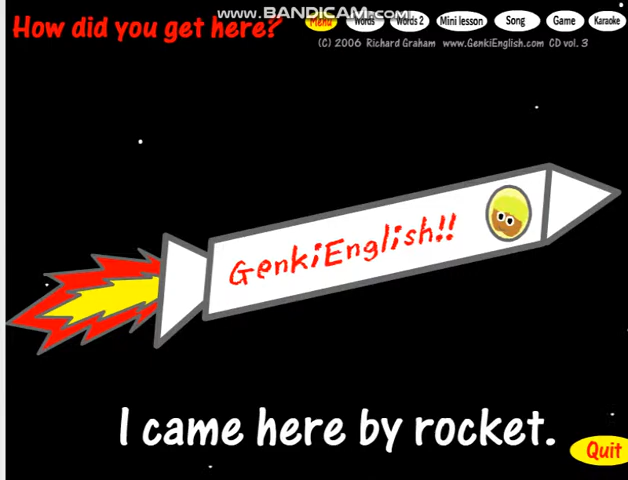 www.BANDICAM.com
How did you get here?
Menu
Words
Words 2
Mini lesson
Song
Game
Karaoke
(C) 2006 Richard Graham www.GenkiEnglish.com CD vol. 3
GenkiEnglish!!
I came here by rocket.
Quit